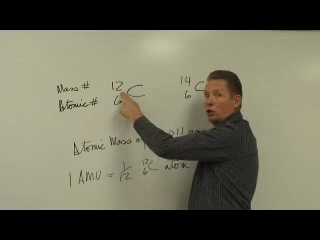 Mass # 12 C 14 C
Atomic # 6 6
Atomic Mass
1 AMU = 1/12 12 6 C atom